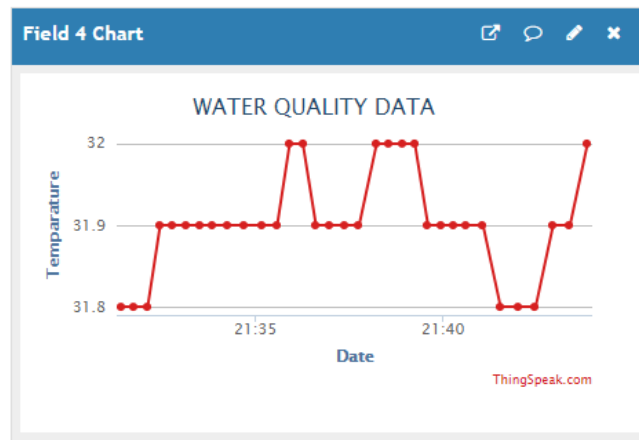 Field 4 Chart
WATER QUALITY DATA
Temparature
32
31.9
31.8
21:35 21:40
Date
ThingSpeak.com